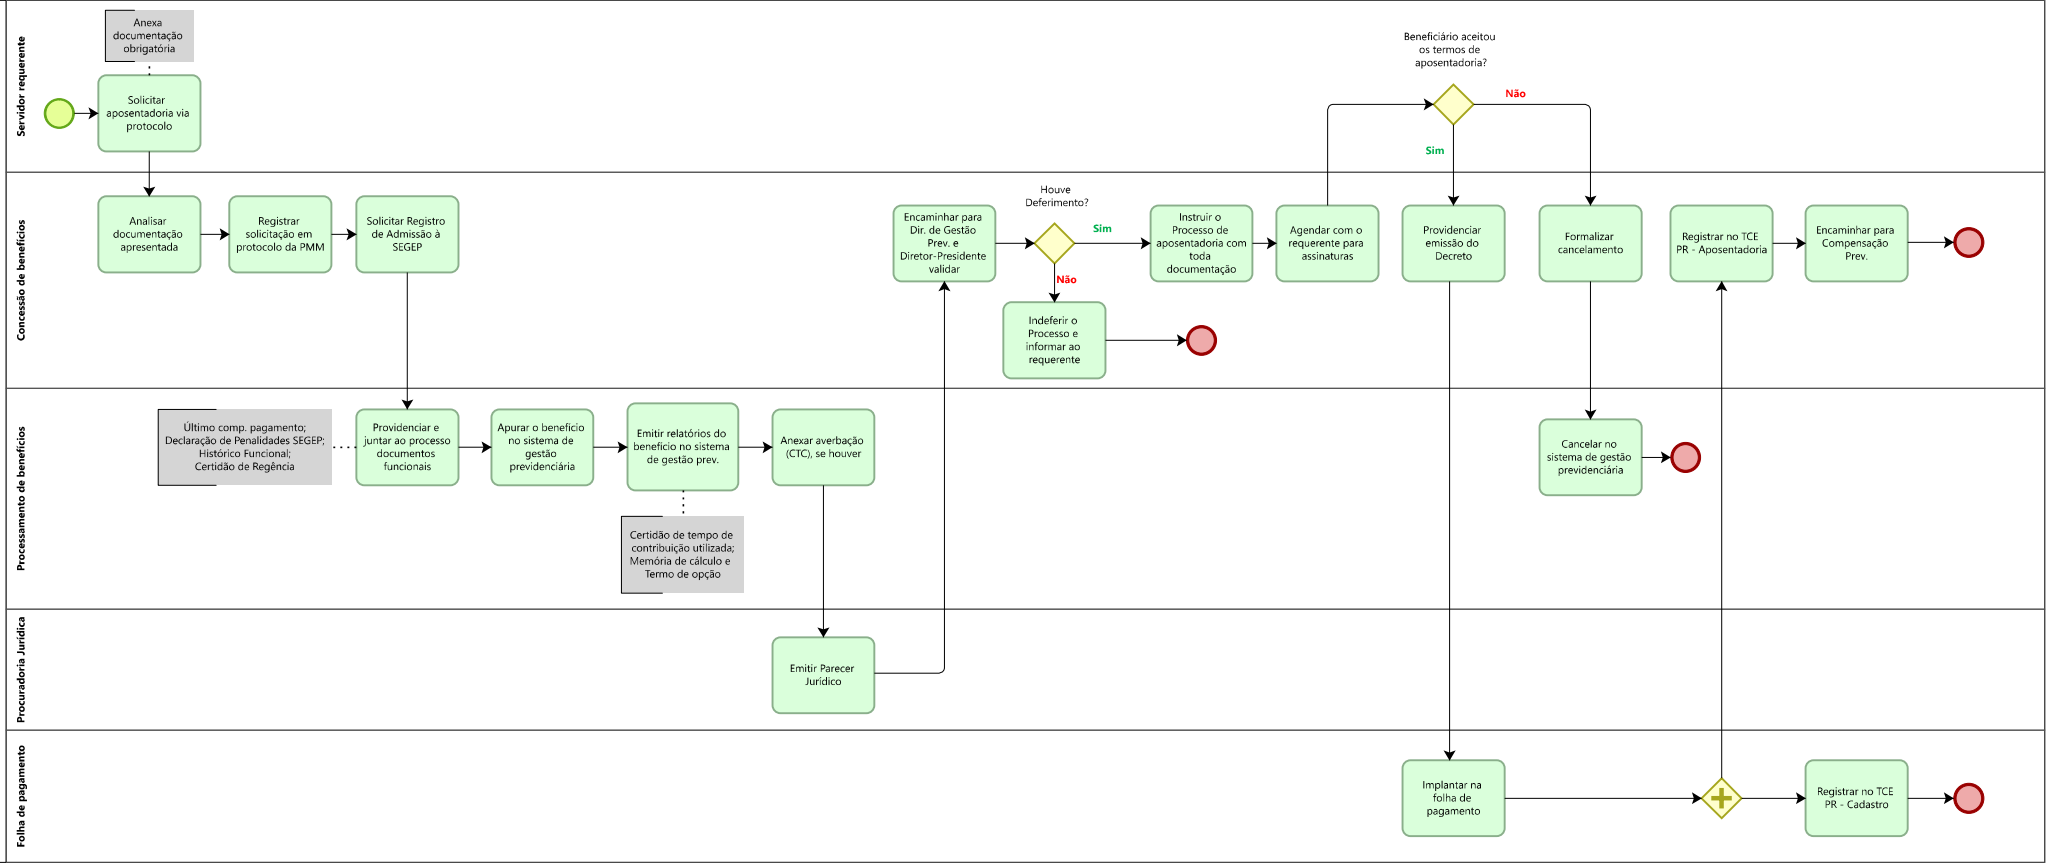 Servidor requerente
Anexa
documentação
obrigatória
Solicitar
aposentadoria via
protocolo
Beneficiário aceitou
os termos de
aposentadoria?
Não
Sim
Concessão de benefícios
Analisar
documentação
apresentada
Registrar
solicitação em
protocolo da PMM
Solicitar Registro
de Admissão à
SEGEP
Encaminhar para
Dir. de Gestão
Prev. e
Diretor-Presidente
validar
Houve
Deferimento?
Sim
Não
Indeferir o
Processo e
informar ao
requerente
Instruir o
Processo de
aposentadoria com
toda
documentação
Agendar com o
requerente para
assinaturas
Providenciar
emissão do
Decreto
Formalizar
cancelamento
Registrar no TCE
PR - Aposentadoria
Encaminhar para
Compensação
Prev.
Processamento de benefícios
Último comp. pagamento;
Declaração de Penalidades SEGEP;
Histórico Funcional;
Certidão de Regência
Providenciar e
juntar ao processo
documentos
funcionais
Apurar o benefício
no sistema de
gestão
previdenciária
Emitir relatórios do
benefício no sistema
de gestão prev.
Certidão de tempo de
contribuição utilizada;
Memória de cálculo e
Termo de opção
Anexar averbação
(CTC), se houver
Cancelar no
sistema de gestão
previdenciária
Procuradoria Jurídica
Emitir Parecer
Jurídico
Folha de pagamento
Implantar na
folha de
pagamento
Registrar no TCE
PR - Cadastro